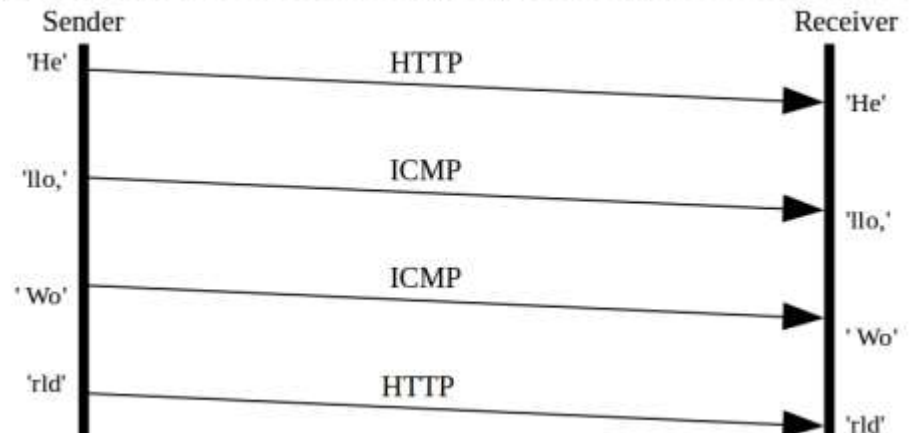 Sender Receiver
'He' HTTP 'He'
'llo,' ICMP 'llo,'
' Wo' ICMP ' Wo'
'rld' HTTP 'rld'